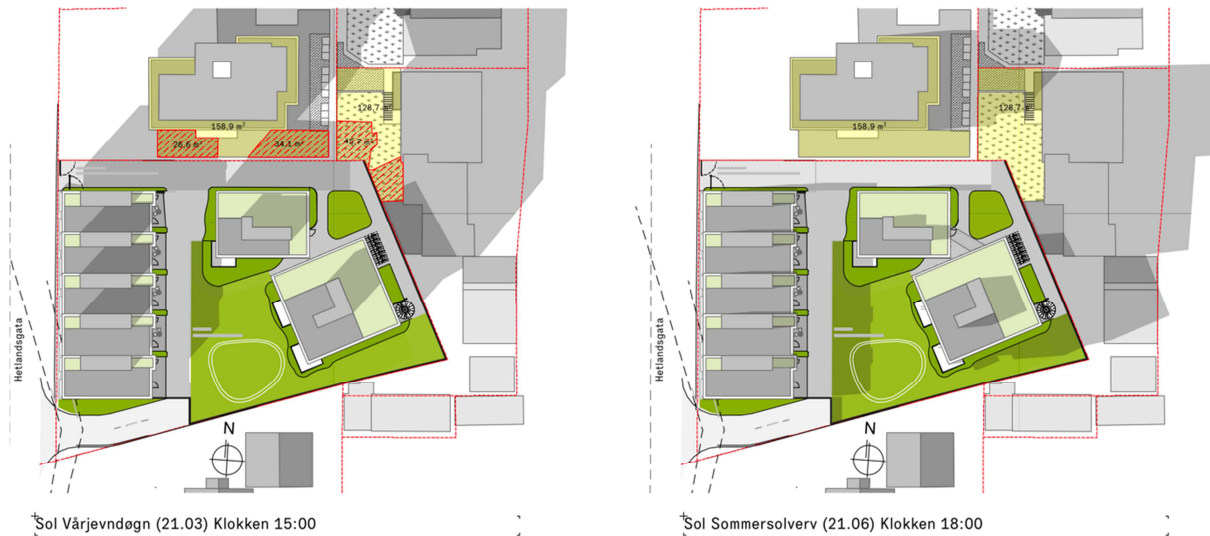 158,9 m²
128,7 m²
26,6 m²
34,1 m²
Hetlandsgata
N
Sol Vårjevndøgn (21.03) Klokken 15:00
158,9 m²
128,7 m²
Hetlandsgata
N
Sol Sommersolverv (21.06) Klokken 18:00